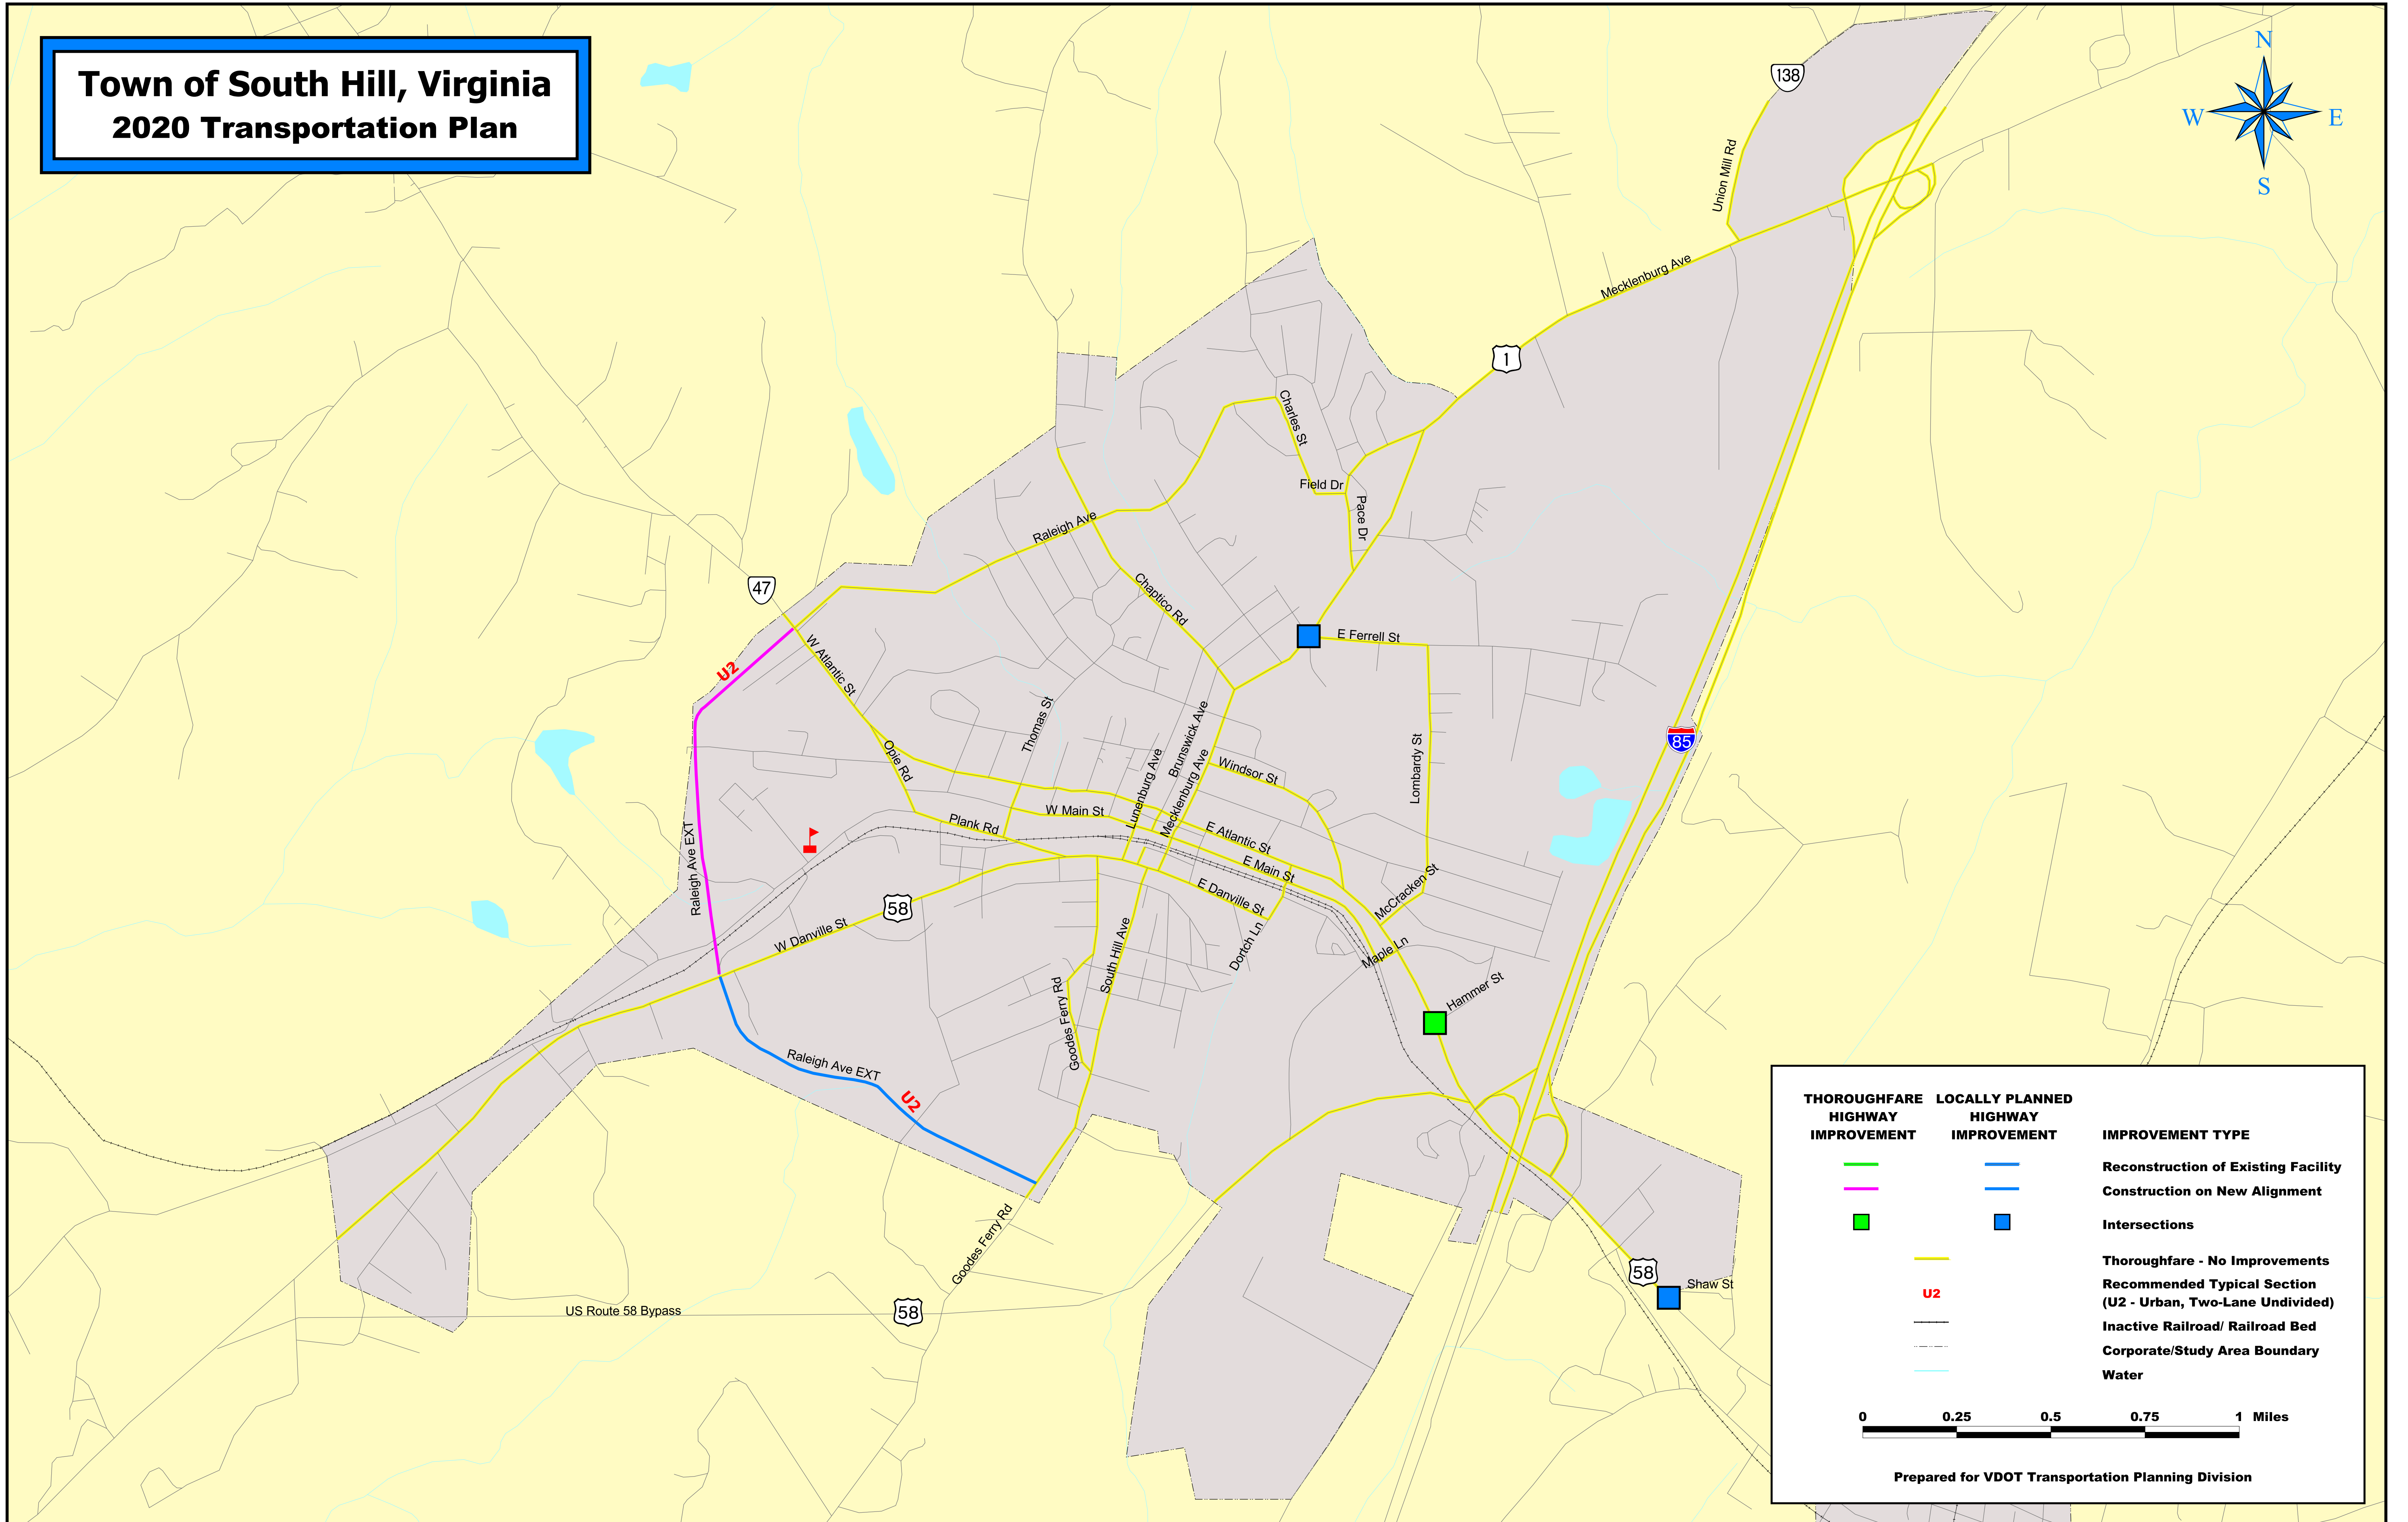 Town of South Hill, Virginia
2020 Transportation Plan
N
W
E
S
138
Union Mill Rd
Mecklenburg Ave
1
Charles St
Field Dr
Pace Dr
Raleigh Ave
47
Chaptico Rd
E Ferrell St
W Atlantic St
U2
Thomas St
Opie Rd
Lunenburg Ave
Brunswick Ave
Mecklenburg Ave
Windsor St
Lombardy St
85
W Main St
Plank Rd
E Atlantic St
E Main St
Raleigh Ave EXT
E Danville St
McCracken St
58
W Danville St
South Hill Ave
Dortch Ln
Maple Ln
Goodes Ferry Rd
Hammer St
Raleigh Ave EXT
U2
Goodes Ferry Rd
US Route 58 Bypass
58
58
Shaw St
THOROUGHFARE
HIGHWAY
IMPROVEMENT
LOCALLY PLANNED
HIGHWAY
IMPROVEMENT
IMPROVEMENT TYPE
Reconstruction of Existing Facility
Construction on New Alignment
Intersections
Thoroughfare - No Improvements
U2
Recommended Typical Section
(U2 - Urban, Two-Lane Undivided)
Inactive Railroad/ Railroad Bed
Corporate/Study Area Boundary
Water
0 0.25 0.5 0.75 1 Miles
Prepared for VDOT Transportation Planning Division